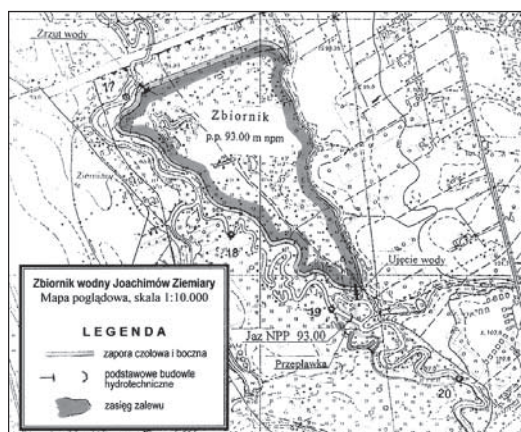 Zrzut wody
17
Zbiornik
p.p. 93.00 m npm
Ziemiary
18
Ujęcie wody
19
Jaz NPP 93,00
Przepławka
20
Zbiornik wodny Joachimów Ziemiary
Mapa poglądowa, skala 1:10.000
LEGENDA
zapora czołowa i boczna
podstawowe budowle
hydrotechniczne
zasięg zalewu